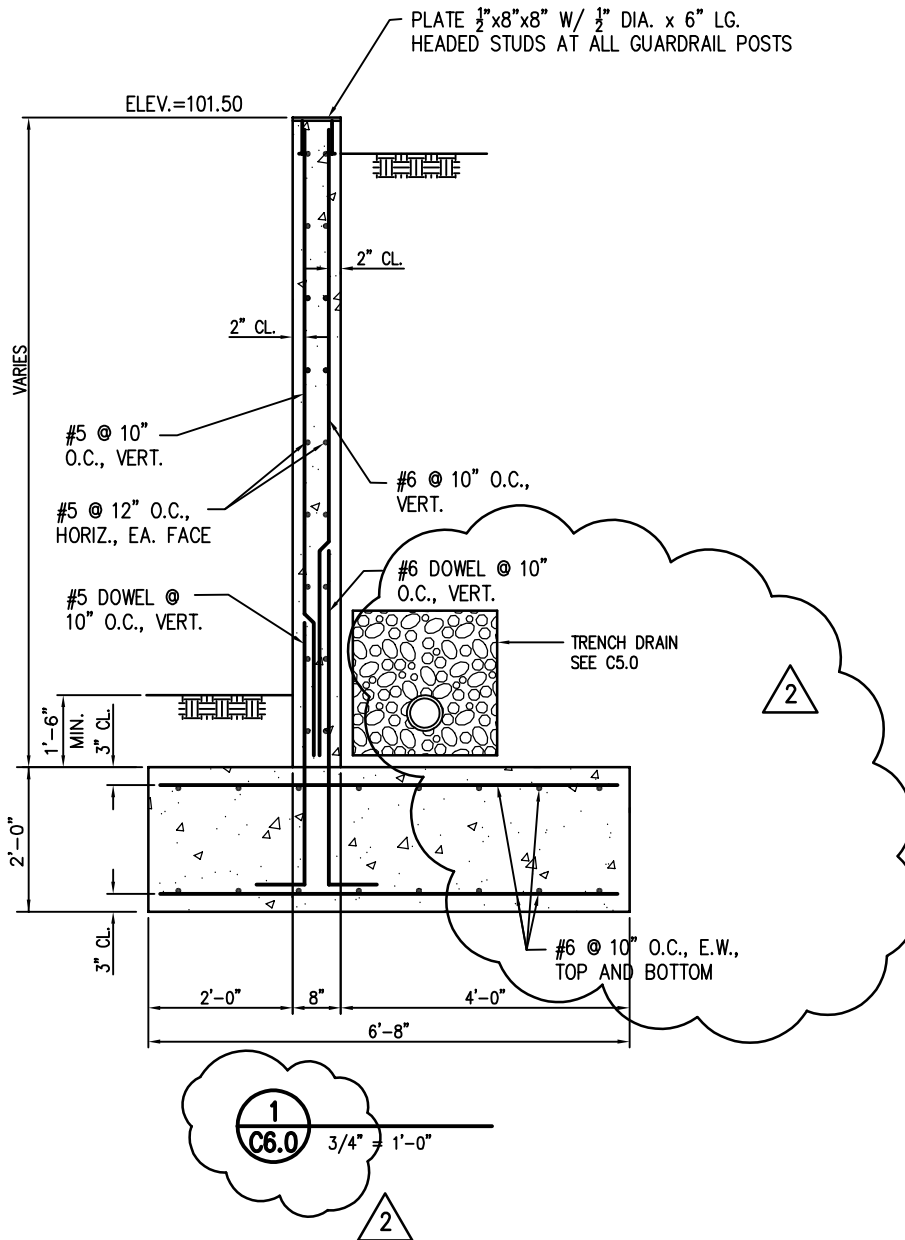 PLATE 1/2"x8"x8" W/ 1/2" DIA. x 6" LG.
HEADED STUDS AT ALL GUARDRAIL POSTS
ELEV.=101.50
2" CL.
2" CL.
VARIES
#5 @ 10"
O.C., VERT.
#6 @ 10" O.C.,
VERT.
#5 @ 12" O.C.,
HORIZ., EA. FACE
#6 DOWEL @ 10"
O.C., VERT.
#5 DOWEL @
10" O.C., VERT.
TRENCH DRAIN
SEE C5.0
2
1'-6"
MIN.
3" CL.
2'-0"
3" CL.
#6 @ 10" O.C., E.W.,
TOP AND BOTTOM
2'-0"
8"
4'-0"
6'-8"
1
C6.0
3/4" = 1'-0"
2